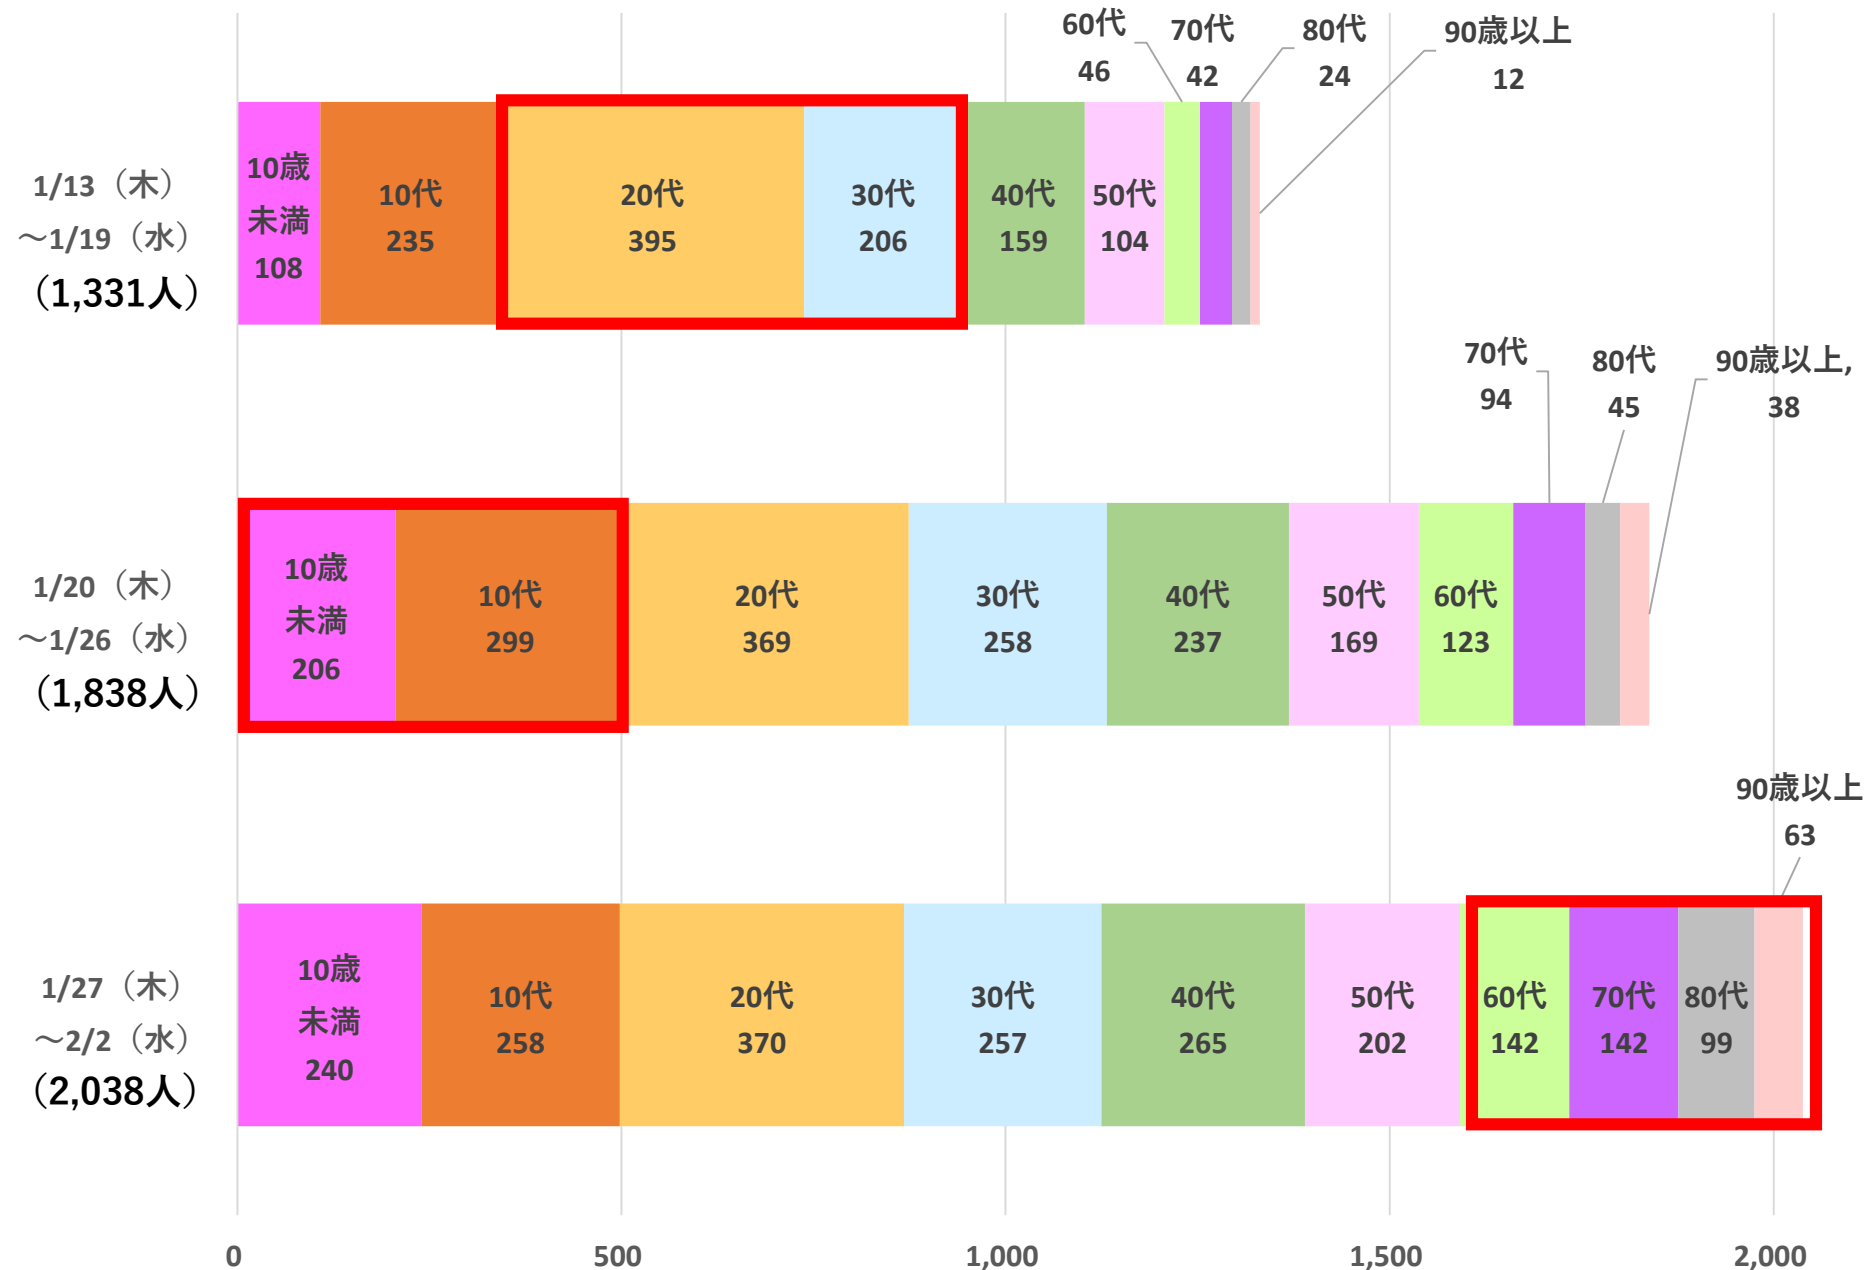 60代
46
70代
42
80代
24
90歳以上
12
1/13（木）
～1/19（水）
（1,331人）
10歳
未満
108
10代
235
20代
395
30代
206
40代
159
50代
104
70代
94
80代
45
90歳以上,
38
1/20（木）
～1/26（水）
（1,838人）
10歳
未満
206
10代
299
20代
369
30代
258
40代
237
50代
169
60代
123
90歳以上
63
1/27（木）
～2/2（水）
（2,038人）
10歳
未満
240
10代
258
20代
370
30代
257
40代
265
50代
202
60代
142
70代
142
80代
99
0
500
1,000
1,500
2,000